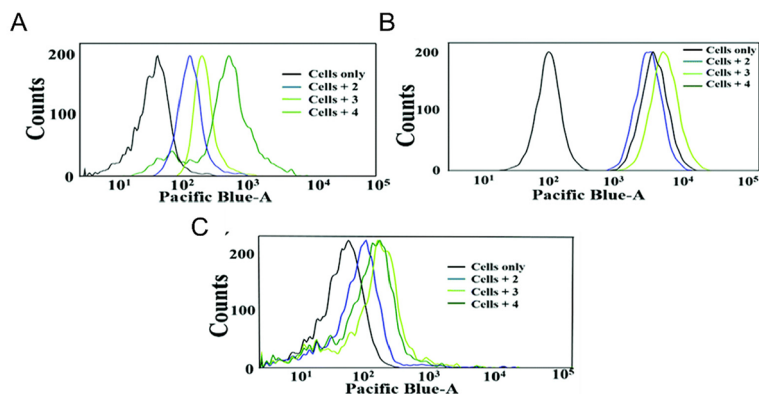 A
200
100
0
Counts
Cells only
Cells + 2
Cells + 3
Cells + 4
10¹ 10² 10³ 10⁴ 10⁵
Pacific Blue-A
B
200
100
0
Counts
Cells only
Cells + 2
Cells + 3
Cells + 4
10¹ 10² 10³ 10⁴ 10⁵
Pacific Blue-A
C
200
100
0
Counts
Cells only
Cells + 2
Cells + 3
Cells + 4
10¹ 10² 10³ 10⁴ 10⁵
Pacific Blue-A